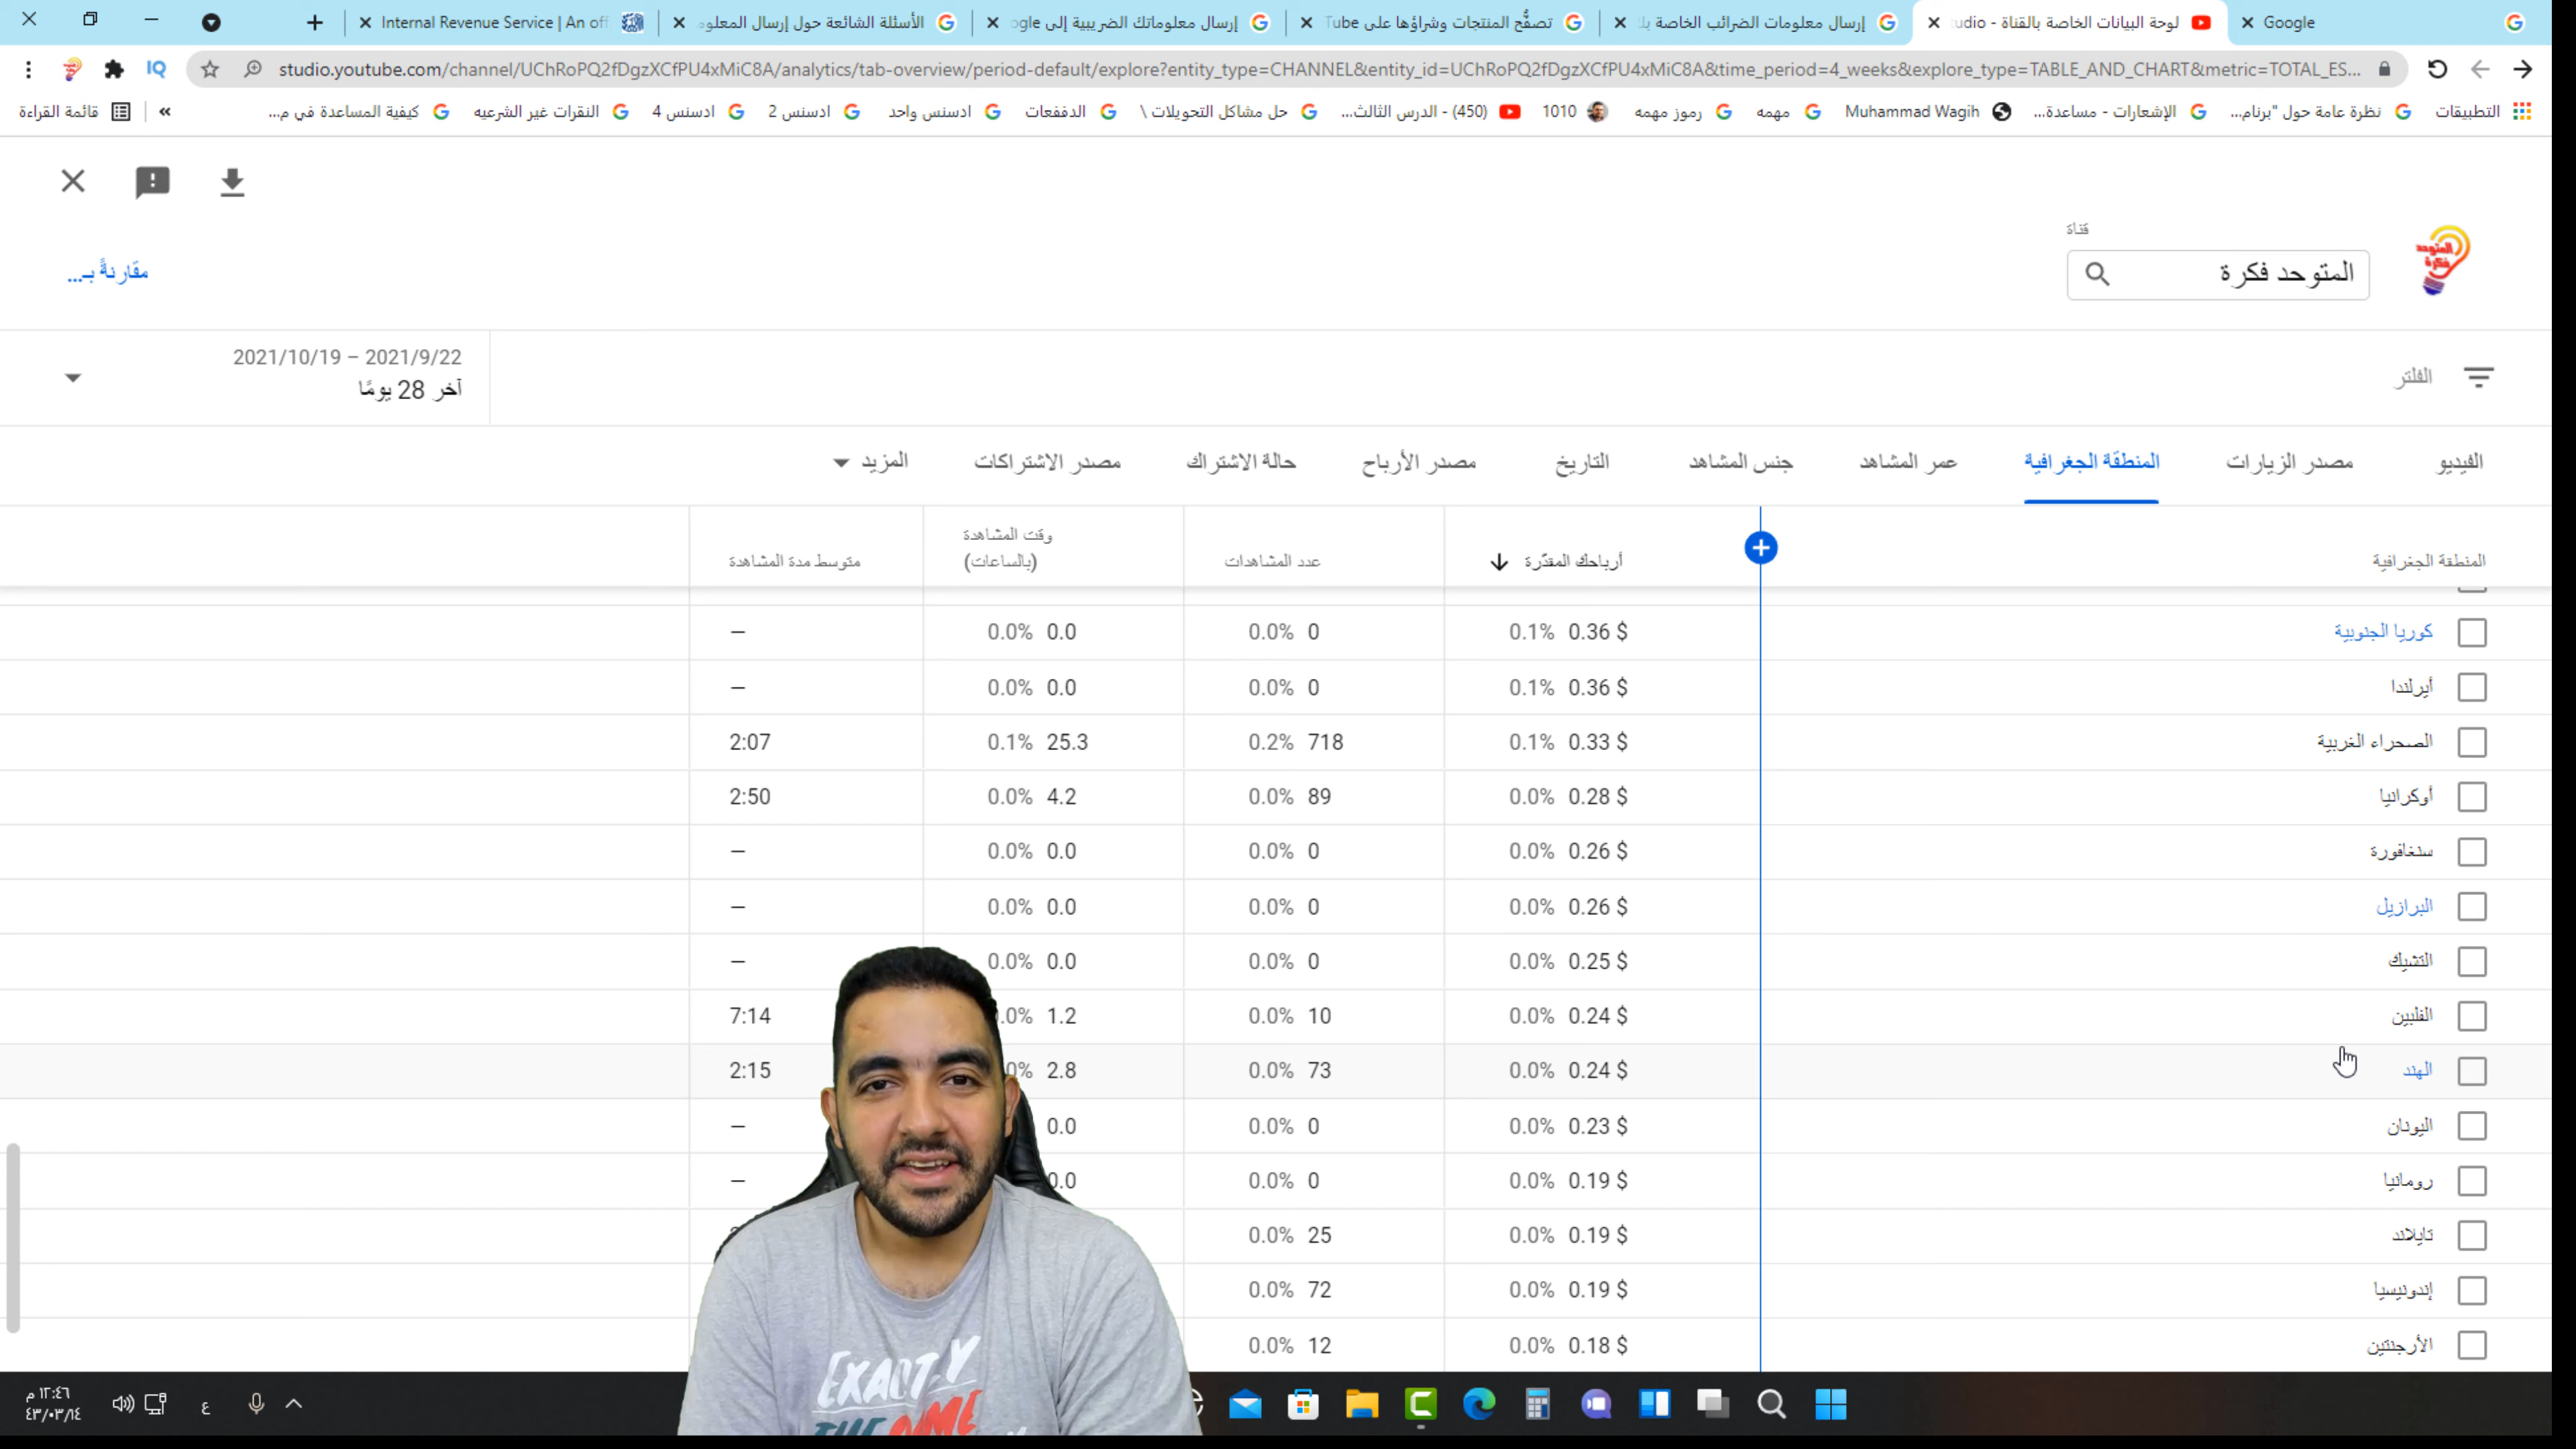 Google
لوحة البيانات الخاصة بالقناة - udio
إرسال معلومات الضرائب الخاصة
تصفُّح المنتجات وشراؤها على Tube
إرسال معلوماتك الضريبية إلى ogle
الأسئلة الشائعة حول إرسال المعلوم
Internal Revenue Service | An off
studio.youtube.com/channel/UChRoPQ2fDgzXCfPU4xMiC8A/analytics/tab-overview/period-default/explore?entity_type=CHANNEL&entity_id=UChRoPQ2fDgzXCfPU4xMiC8A&time_period=4_weeks&explore_type=TABLE_AND_CHART&metric=TOTAL_ES...
IQ
التطبيقات
نظرة عامة حول "برنام...
الإشعارات - مساعدة...
Muhammad Wagih
مهمه
رموز مهمه
1010
(450) - الدرس الثالث...
حل مشاكل التحويلات \
الدفعات
ادسنس واحد
ادسنس 2
ادسنس 4
النقرات غير الشرعيه
كيفية المساعدة في م...
«
قائمة القراءة
قناة
المتوحد فكرة
المتوحد
فكرة
مقارنةً بـ...
الفلتر
2021/10/19 – 2021/9/22
آخر 28 يومًا
الفيديو
مصدر الزيارات
المنطقة الجغرافية
عمر المشاهد
جنس المشاهد
التاريخ
مصدر الأرباح
حالة الاشتراك
مصدر الاشتراكات
المزيد
المنطقة الجغرافية
أرباحك المقدّرة
عدد المشاهدات
وقت المشاهدة
(بالساعات)
متوسط مدة المشاهدة
كوريا الجنوبية 0.36 $ 0.1% 0 0.0% 0.0 0.0% –
أيرلندا 0.36 $ 0.1% 0 0.0% 0.0 0.0% –
الصحراء الغربية 0.33 $ 0.1% 718 0.2% 25.3 0.1% 2:07
أوكرانيا 0.28 $ 0.0% 89 0.0% 4.2 0.0% 2:50
سنغافورة 0.26 $ 0.0% 0 0.0% 0.0 0.0% –
البرازيل 0.26 $ 0.0% 0 0.0% 0.0 0.0% –
التشيك 0.25 $ 0.0% 0 0.0% 0.0 0.0% –
الفلبين 0.24 $ 0.0% 10 0.0% 1.2 .0% 7:14
الهند 0.24 $ 0.0% 73 0.0% 2.8 0% 2:15
اليونان 0.23 $ 0.0% 0 0.0% 0.0 –
رومانيا 0.19 $ 0.0% 0 0.0% 0.0 –
تايلاند 0.19 $ 0.0% 25 0.0%
إندونيسيا 0.19 $ 0.0% 72 0.0%
الأرجنتين 0.18 $ 0.0% 12 0.0%
EXACTLY
THE SAME
١٢:٤٦ م
٤٣/٠٣/١٤
ع